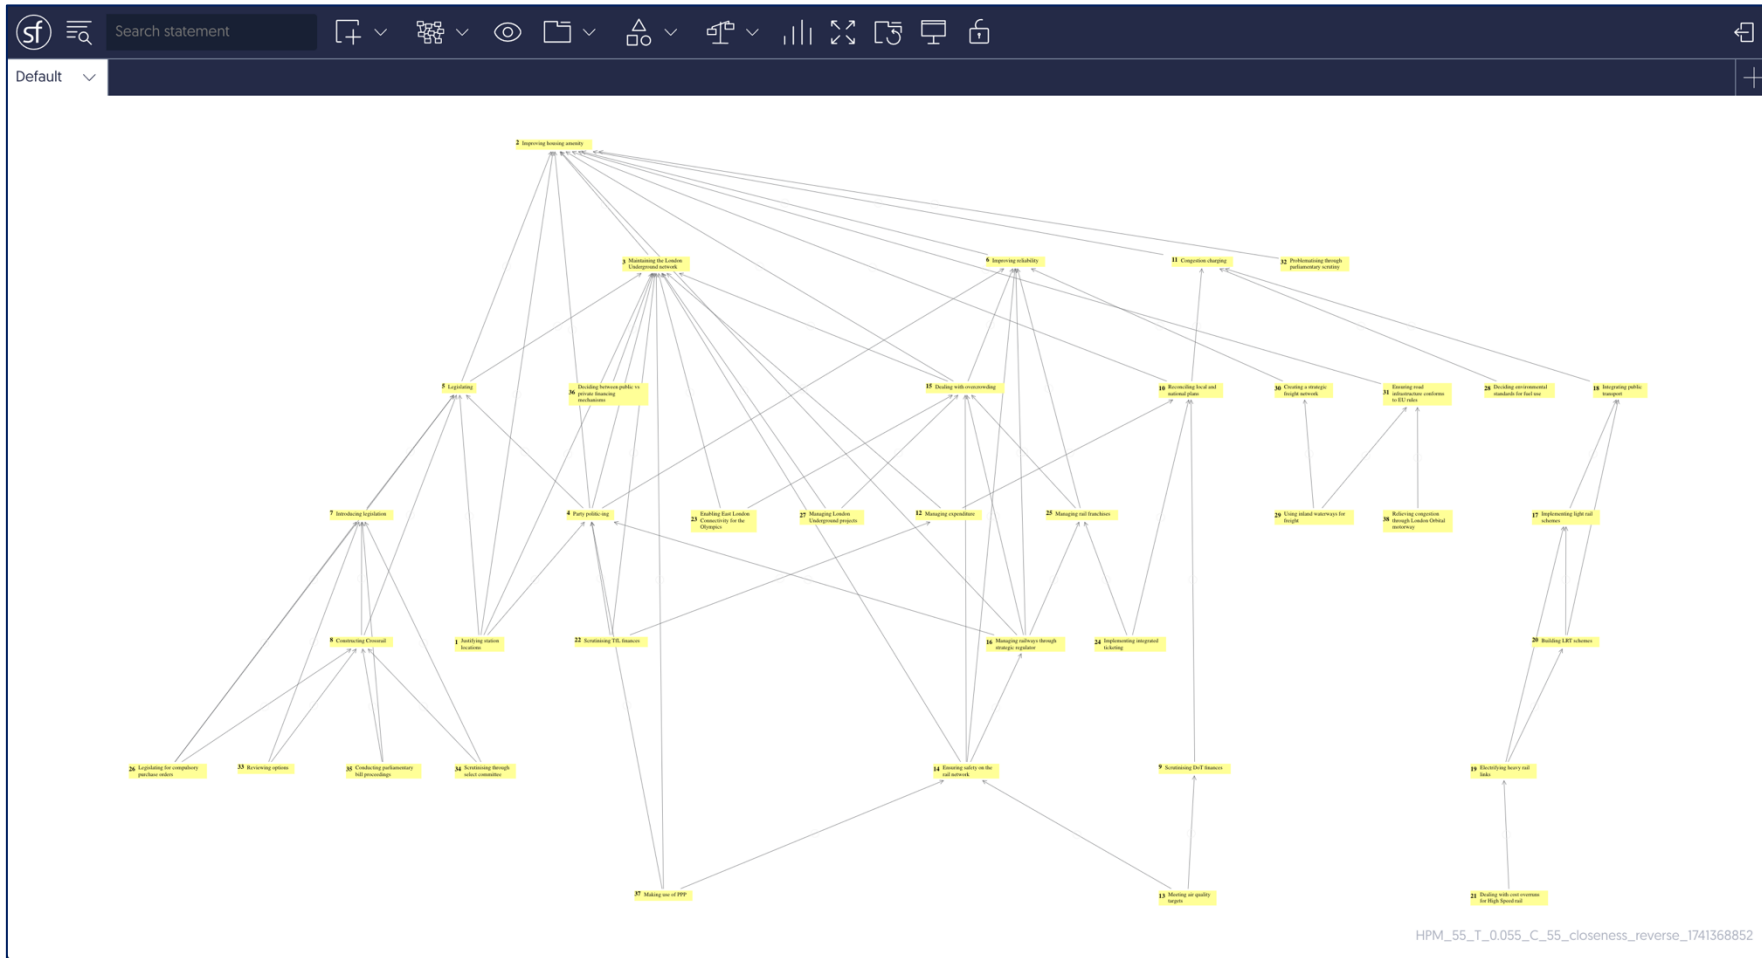 sf
Search statement
Default
2 Improving housing amenity
3 Maintaining the London
Underground network
6 Improving reliability
11 Congestion charging
32 Problematising through
parliamentary scrutiny
5 Legislating
36 Deciding between public vs
private financing
mechanisms
15 Dealing with overcrowding
10 Reconciling local and
national plans
30 Creating a strategic
freight network
31 Ensuring road
infrastructure conforms
to EU rules
28 Deciding environmental
standards for fuel use
18 Integrating public
transport
7 Introducing legislation
4 Party politic-ing
23 Enabling East London
Connectivity for the
Olympics
27 Managing London
Underground projects
12 Managing expenditure
25 Managing rail franchises
29 Using inland waterways for
freight
38 Relieving congestion
through London Orbital
motorway
17 Implementing light rail
schemes
8 Constructing Crossrail
1 Justifying station
locations
22 Scrutinising TfL finances
16 Managing railways through
strategic regulator
24 Implementing integrated
ticketing
20 Building LRT schemes
26 Legislating for compulsory
purchase orders
33 Reviewing options
35 Conducting parliamentary
bill proceedings
34 Scrutinising through
select committee
14 Ensuring safety on the
rail network
9 Scrutinising DoT finances
19 Electrifying heavy rail
links
37 Making use of PPP
13 Meeting air quality
targets
21 Dealing with cost overruns
for High Speed rail
HPM_55_T_0.055_C_55_closeness_reverse_1741368852